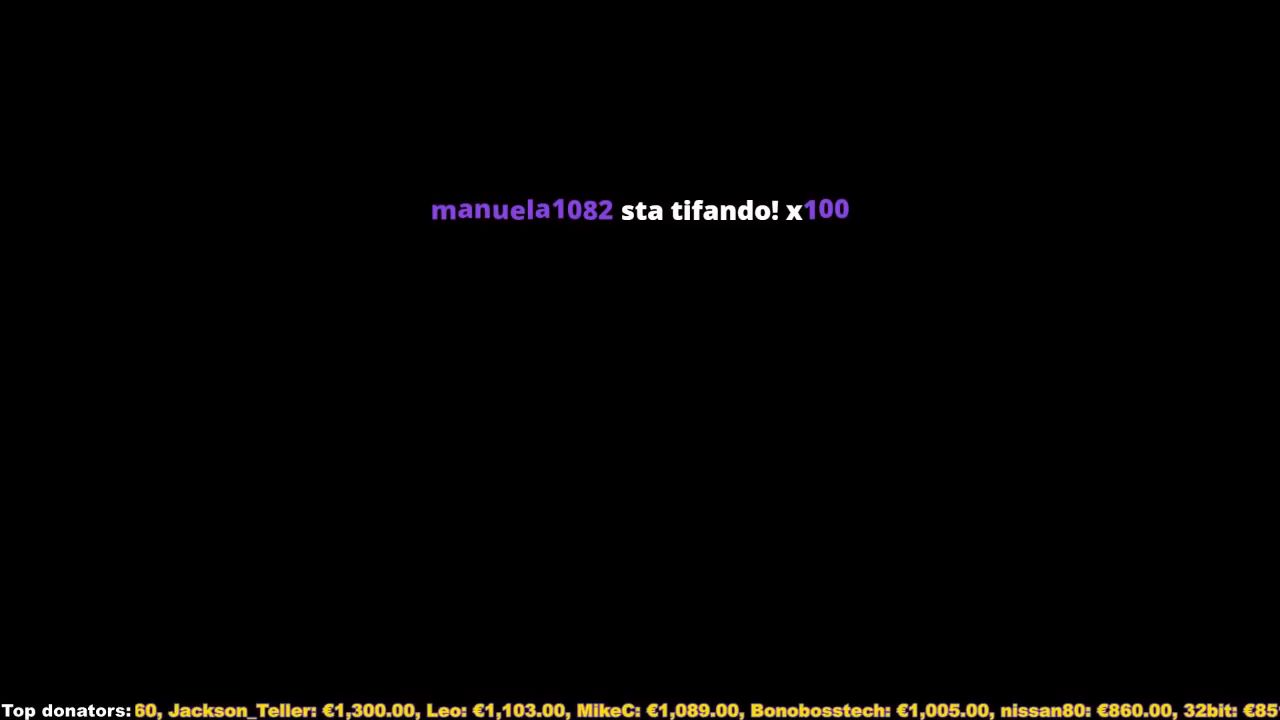 manuela1082 sta tifando! x100
Top donators: 60, Jackson_Teller: €1,300.00, Leo: €1,103.00, MikeC: €1,089.00, Bonobosstech: €1,005.00, nissan80: €860.00, 32bit: €85